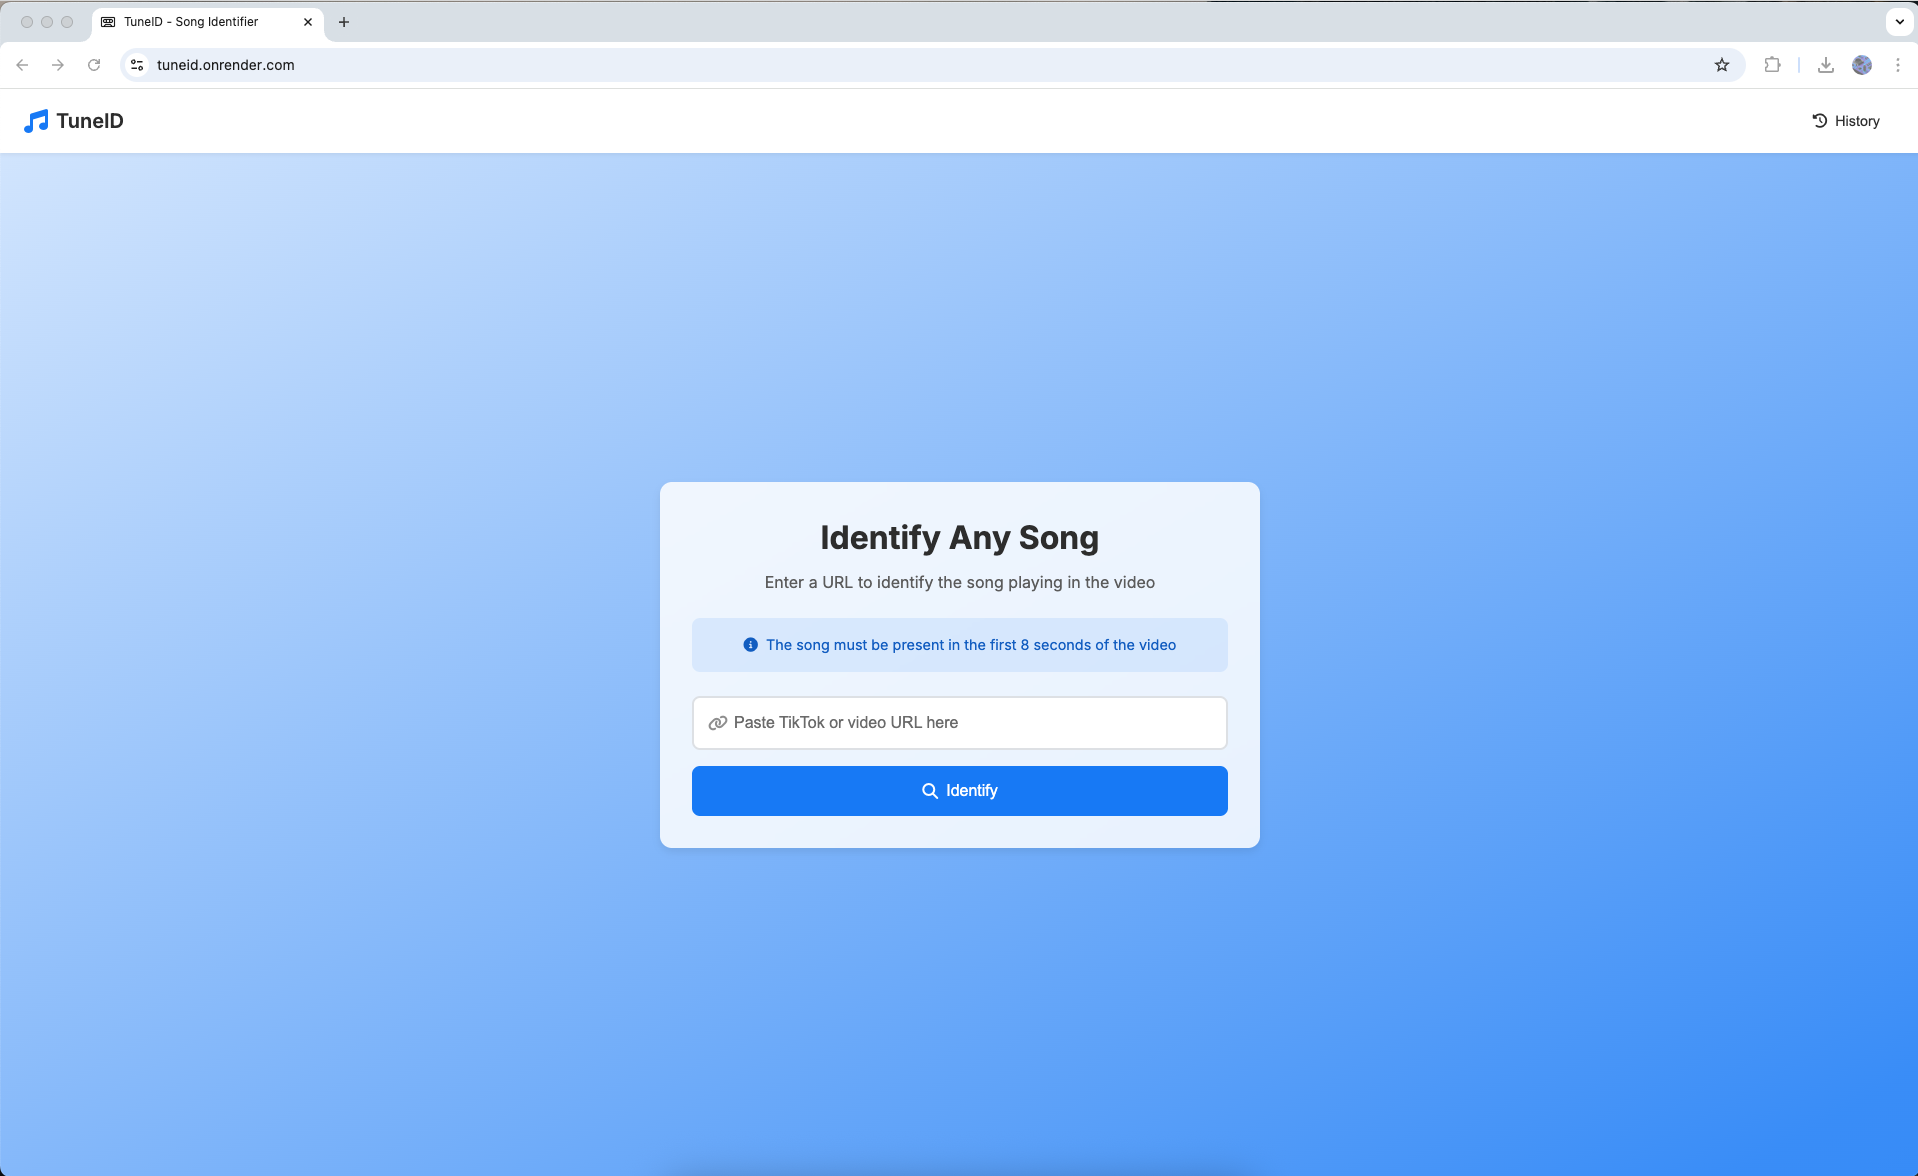 TuneID - Song Identifier
tuneid.onrender.com
TuneID
History
Identify Any Song
Enter a URL to identify the song playing in the video
The song must be present in the first 8 seconds of the video
Paste TikTok or video URL here
Identify